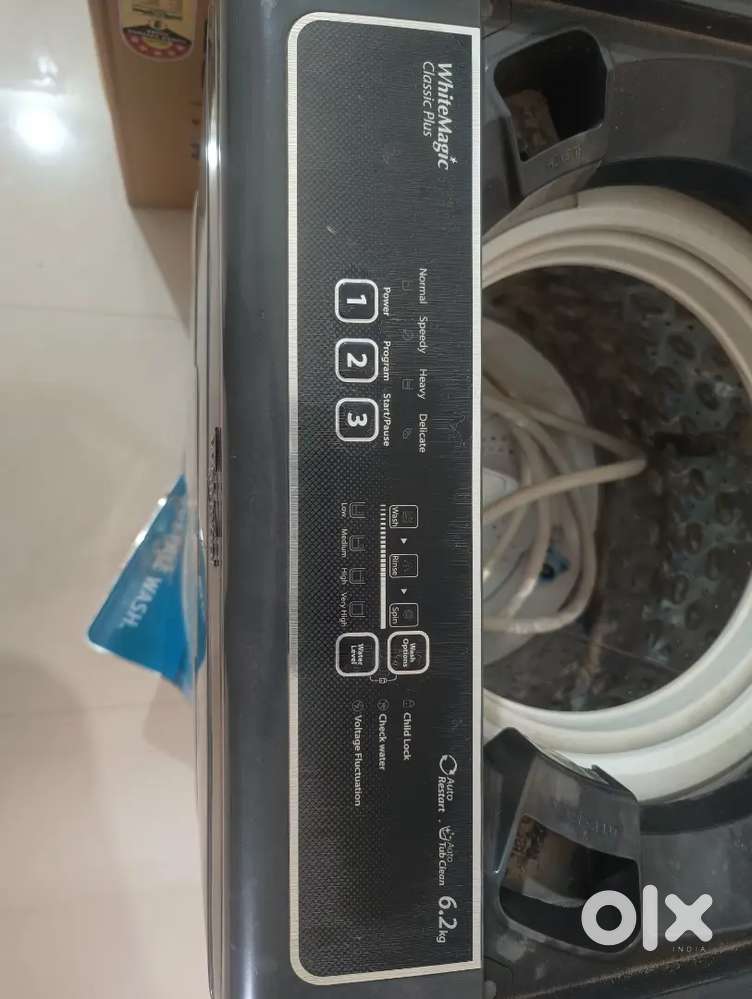 WhiteMagic
Classic Plus
Normal Speedy Heavy Delicate
Power Program Start/Pause
1 2 3
Wash Rinse Spin
Low Medium High Very High
Wash Options
Water Level
Child Lock
Check water
Voltage Fluctuation
Auto Restart . Auto Tub Clean 6.2kg
WASH.
olx
INDIA